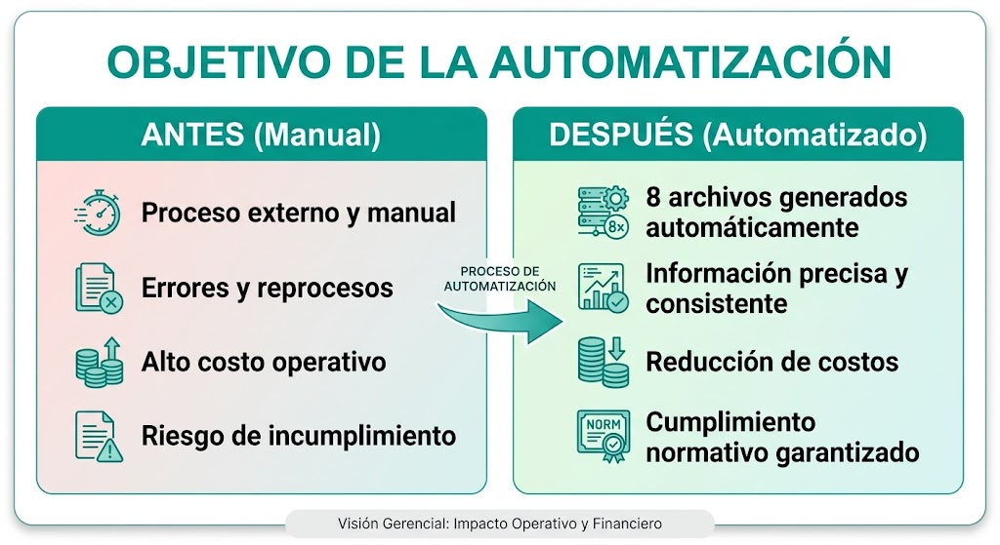 OBJETIVO DE LA AUTOMATIZACIÓN
ANTES (Manual)
Proceso externo y manual
Errores y reprocesos
Alto costo operativo
Riesgo de incumplimiento
PROCESO DE
AUTOMATIZACIÓN
DESPUÉS (Automatizado)
8x
8 archivos generados
automáticamente
Información precisa y
consistente
Reducción de costos
NORM
Cumplimiento
normativo garantizado
Visión Gerencial: Impacto Operativo y Financiero